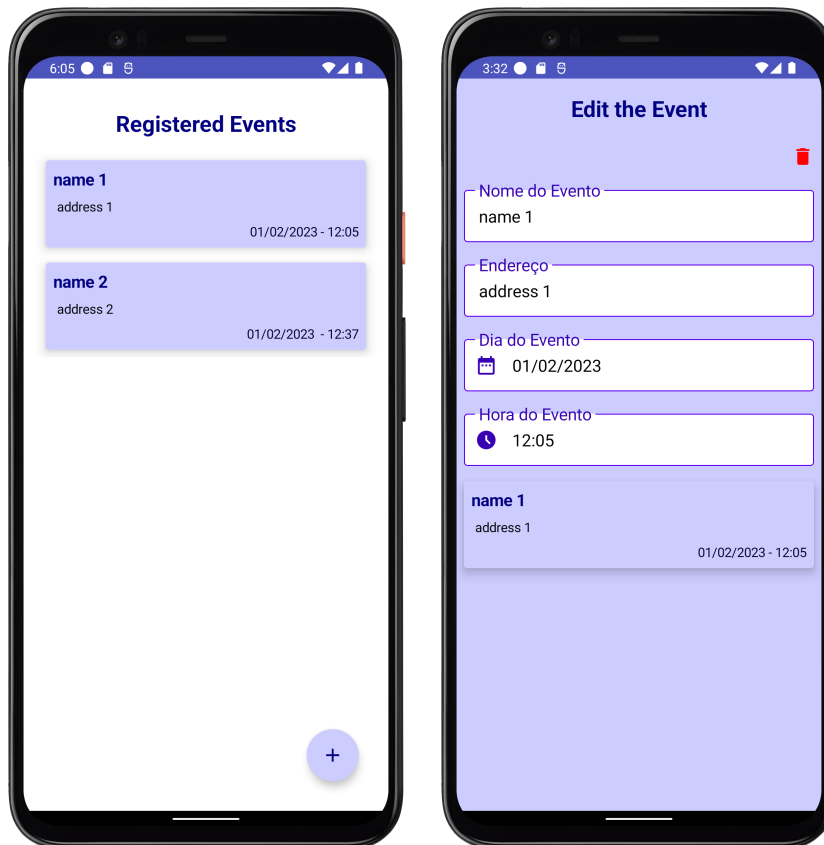 6:05
Registered Events
name 1
address 1
01/02/2023 - 12:05
name 2
address 2
01/02/2023 - 12:37
+
3:32
Edit the Event
Nome do Evento
name 1
Endereço
address 1
Dia do Evento
01/02/2023
Hora do Evento
12:05
name 1
address 1
01/02/2023 - 12:05